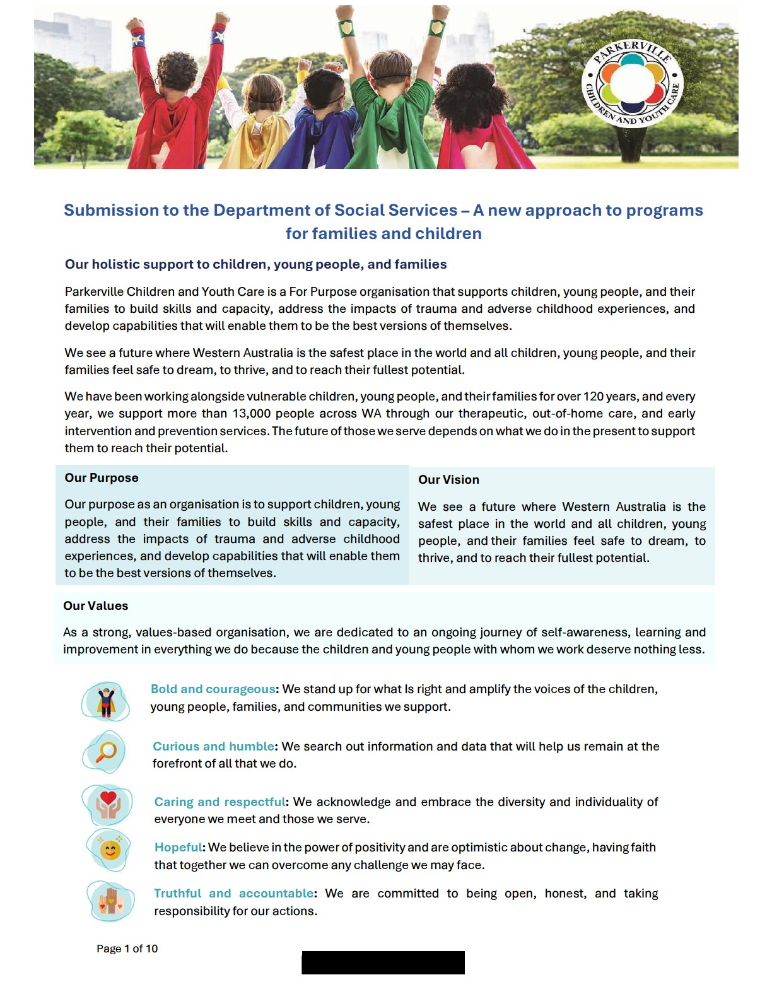 PARKERVILLE
CHILDREN AND YOUTH CARE
Submission to the Department of Social Services – A new approach to programs
for families and children
Our holistic support to children, young people, and families
Parkerville Children and Youth Care is a For Purpose organisation that supports children, young people, and their
families to build skills and capacity, address the impacts of trauma and adverse childhood experiences, and
develop capabilities that will enable them to be the best versions of themselves.
We see a future where Western Australia is the safest place in the world and all children, young people, and their
families feel safe to dream, to thrive, and to reach their fullest potential.
We have been working alongside vulnerable children, young people, and their families for over 120 years, and every
year, we support more than 13,000 people across WA through our therapeutic, out-of-home care, and early
intervention and prevention services. The future of those we serve depends on what we do in the present to support
them to reach their potential.
Our Purpose
Our purpose as an organisation is to support children, young
people, and their families to build skills and capacity,
address the impacts of trauma and adverse childhood
experiences, and develop capabilities that will enable them
to be the best versions of themselves.
Our Vision
We see a future where Western Australia is the
safest place in the world and all children, young
people, and their families feel safe to dream, to
thrive, and to reach their fullest potential.
Our Values
As a strong, values-based organisation, we are dedicated to an ongoing journey of self-awareness, learning and
improvement in everything we do because the children and young people with whom we work deserve nothing less.
Bold and courageous: We stand up for what Is right and amplify the voices of the children,
young people, families, and communities we support.
Curious and humble: We search out information and data that will help us remain at the
forefront of all that we do.
Caring and respectful: We acknowledge and embrace the diversity and individuality of
everyone we meet and those we serve.
Hopeful: We believe in the power of positivity and are optimistic about change, having faith
that together we can overcome any challenge we may face.
Truthful and accountable: We are committed to being open, honest, and taking
responsibility for our actions.
Page 1 of 10